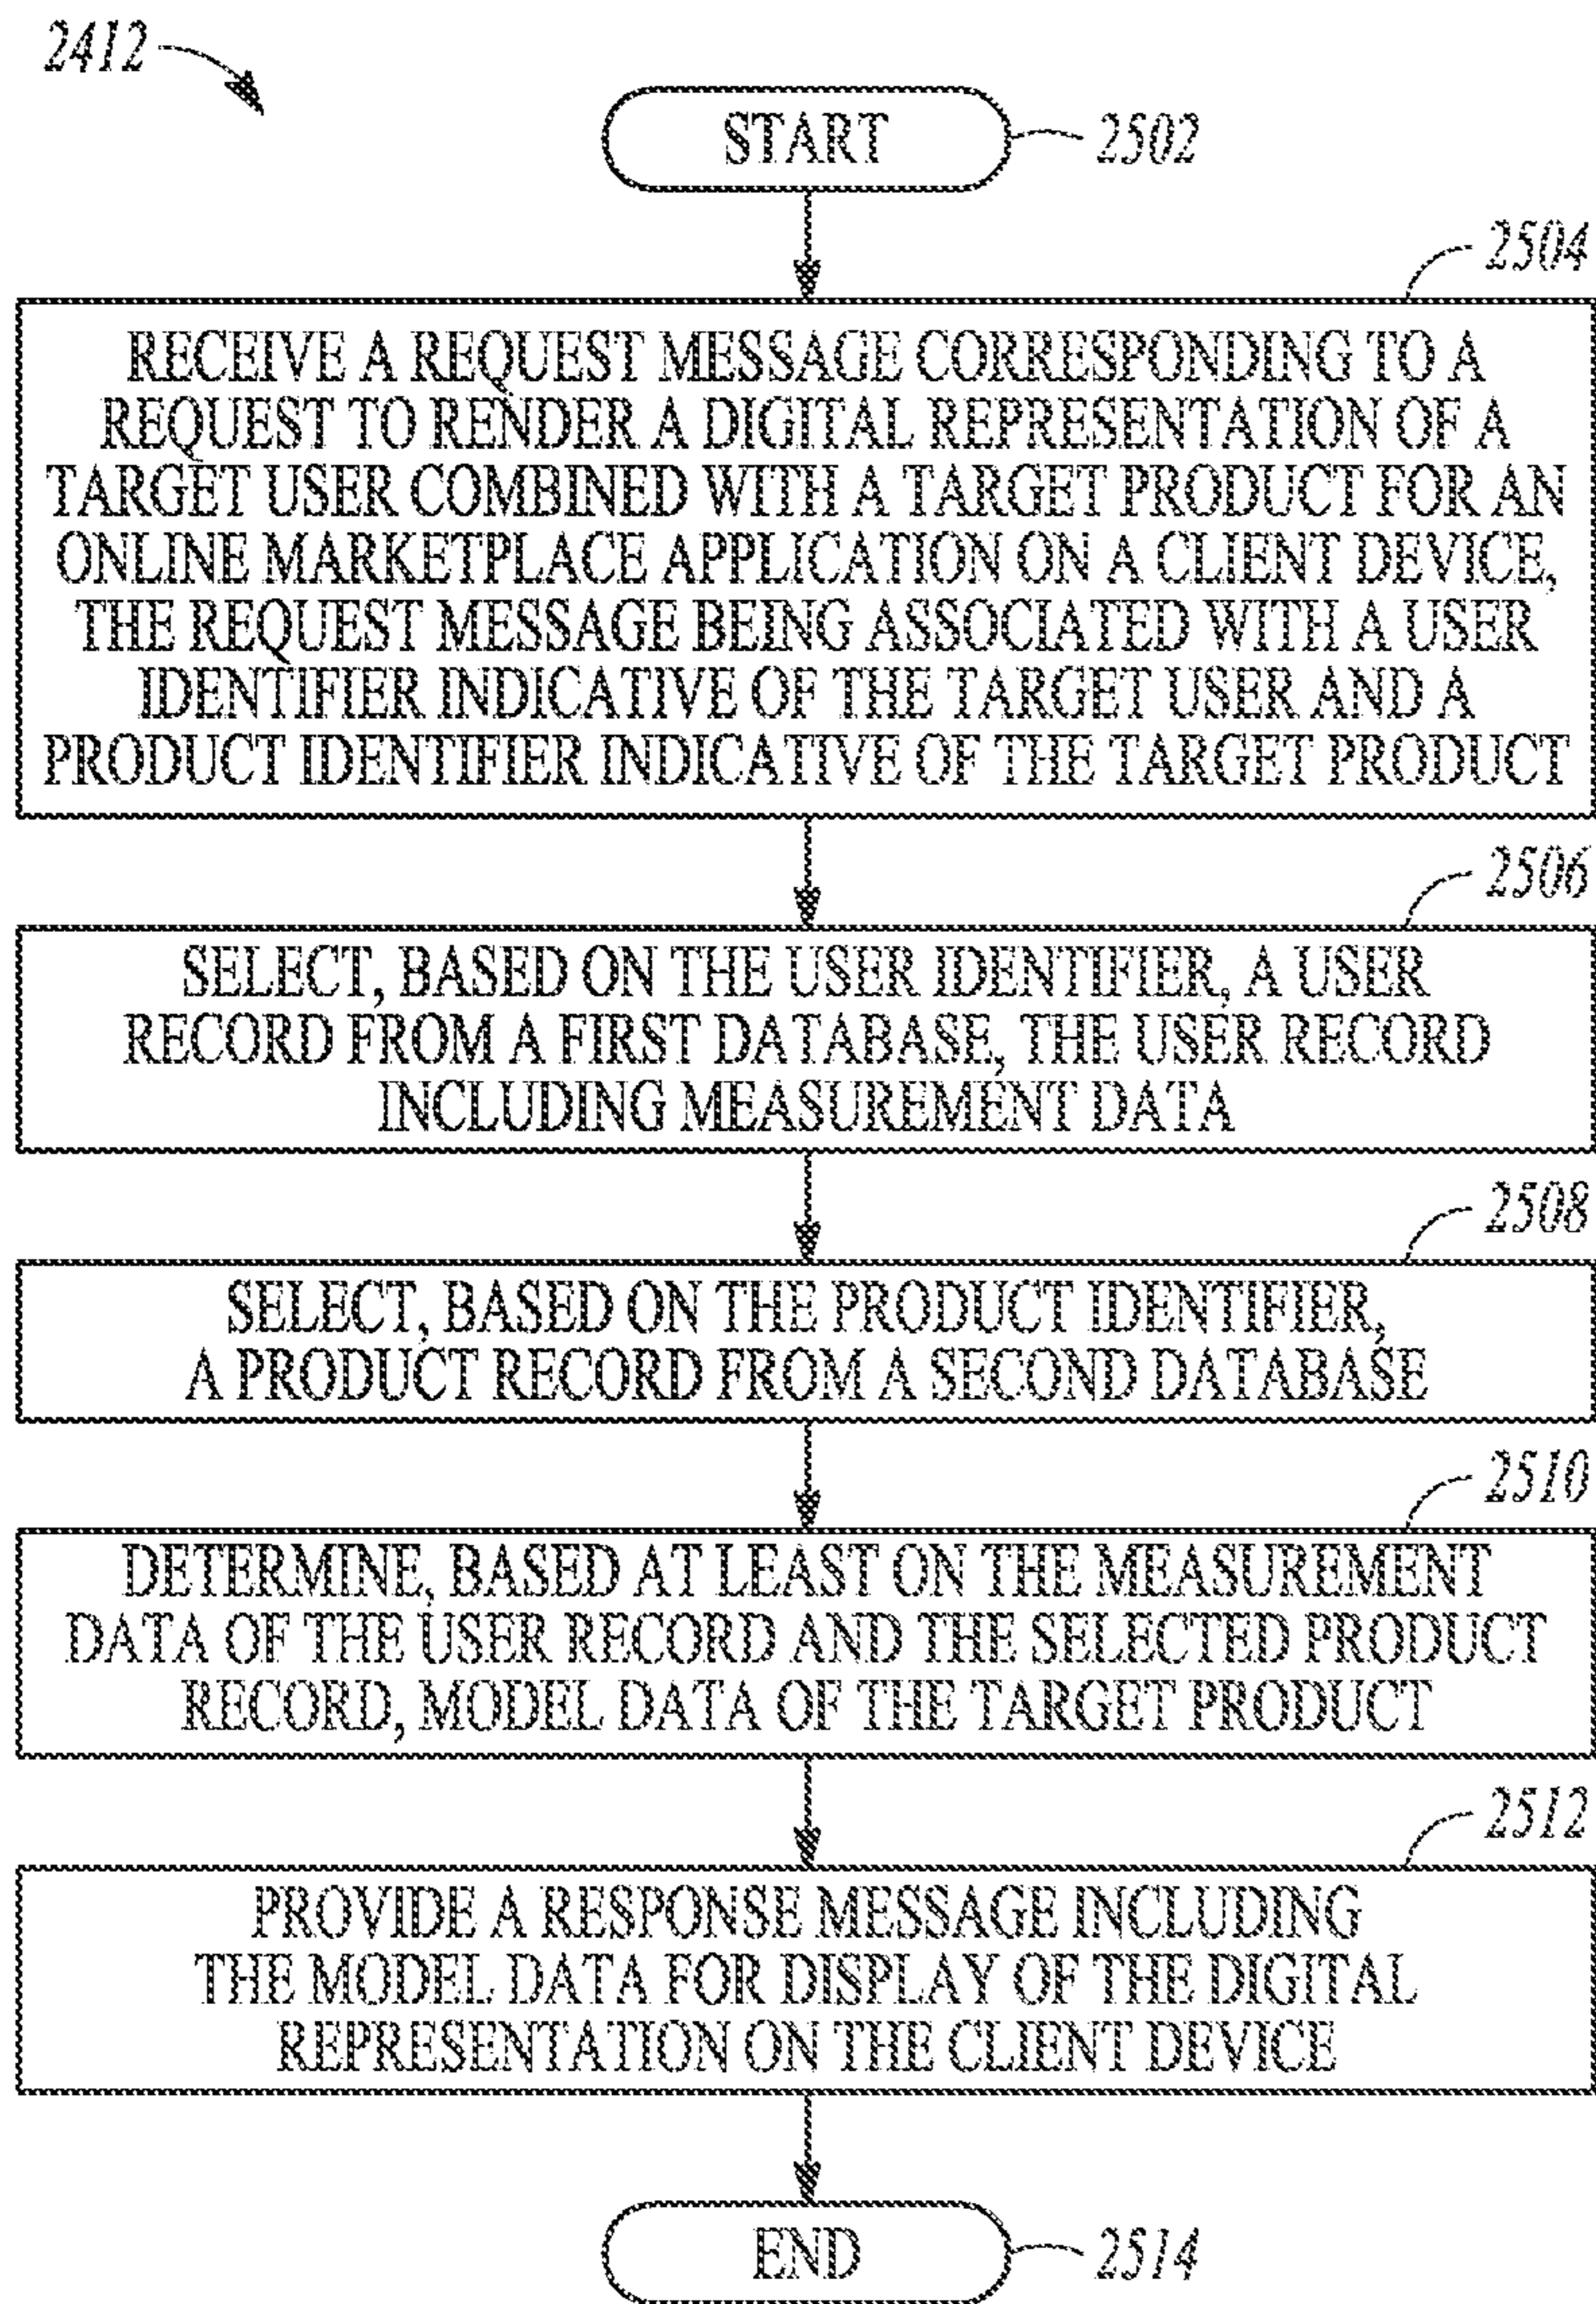 2412
START
2502
2504
RECEIVE A REQUEST MESSAGE CORRESPONDING TO A
REQUEST TO RENDER A DIGITAL REPRESENTATION OF A
TARGET USER COMBINED WITH A TARGET PRODUCT FOR AN
ONLINE MARKETPLACE APPLICATION ON A CLIENT DEVICE,
THE REQUEST MESSAGE BEING ASSOCIATED WITH A USER
IDENTIFIER INDICATIVE OF THE TARGET USER AND A
PRODUCT IDENTIFIER INDICATIVE OF THE TARGET PRODUCT
2506
SELECT, BASED ON THE USER IDENTIFIER, A USER
RECORD FROM A FIRST DATABASE, THE USER RECORD
INCLUDING MEASUREMENT DATA
2508
SELECT, BASED ON THE PRODUCT IDENTIFIER,
A PRODUCT RECORD FROM A SECOND DATABASE
2510
DETERMINE, BASED AT LEAST ON THE MEASUREMENT
DATA OF THE USER RECORD AND THE SELECTED PRODUCT
RECORD, MODEL DATA OF THE TARGET PRODUCT
2512
PROVIDE A RESPONSE MESSAGE INCLUDING
THE MODEL DATA FOR DISPLAY OF THE DIGITAL
REPRESENTATION ON THE CLIENT DEVICE
END
2514